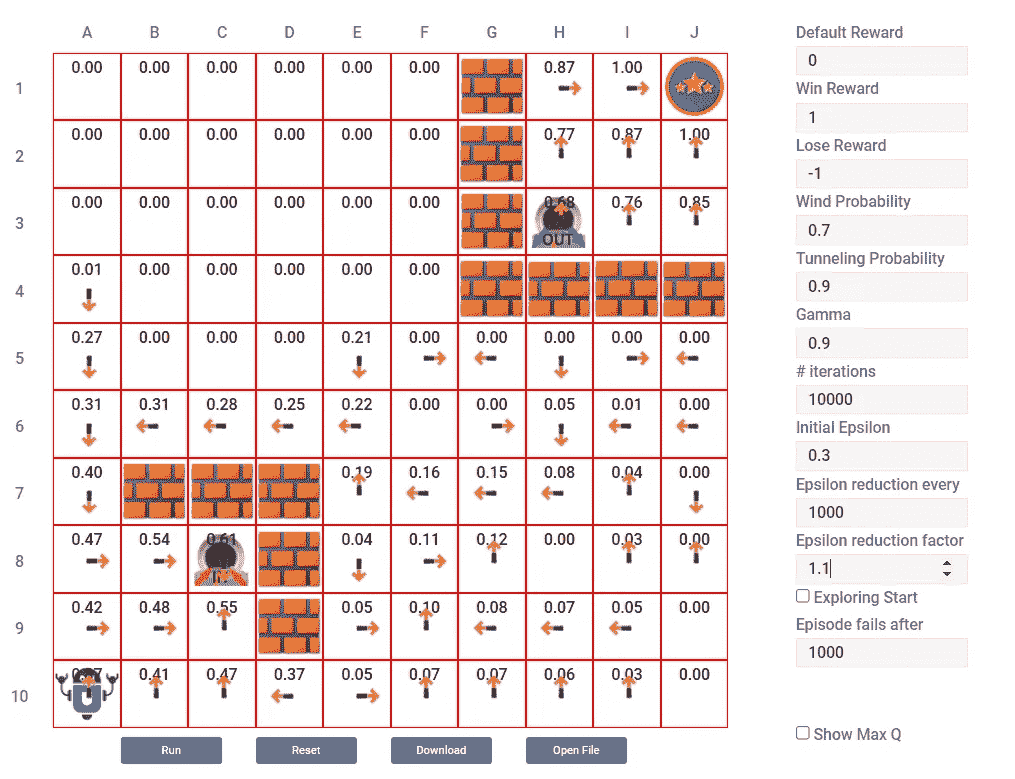 A B C D E F G H I J
1 0.00 0.00 0.00 0.00 0.00 0.00 0.87 1.00
2 0.00 0.00 0.00 0.00 0.00 0.00 0.77 0.87 1.00
3 0.00 0.00 0.00 0.00 0.00 0.00 0.68 0.76 0.85
OUT
4 0.01 0.00 0.00 0.00 0.00 0.00
5 0.27 0.00 0.00 0.00 0.21 0.00 0.00 0.00 0.00 0.00
6 0.31 0.31 0.28 0.25 0.22 0.00 0.00 0.05 0.01 0.00
7 0.40 0.19 0.16 0.15 0.08 0.04 0.00
8 0.47 0.54 0.61 0.04 0.11 0.12 0.00 0.03 0.00
9 0.42 0.48 0.55 0.05 0.10 0.08 0.07 0.05 0.00
10 0.41 0.47 0.37 0.05 0.07 0.07 0.06 0.03 0.00
Run Reset Download Open File
Default Reward
0
Win Reward
1
Lose Reward
-1
Wind Probability
0.7
Tunneling Probability
0.9
Gamma
0.9
# iterations
10000
Initial Epsilon
0.3
Epsilon reduction every
1000
Epsilon reduction factor
1.1
Exploring Start
Episode fails after
1000
Show Max Q